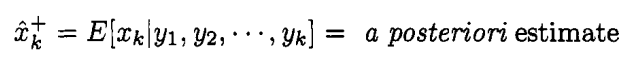 x̂ₖ⁺ = E[xₖ|y₁, y₂, ⋯, yₖ] = a posteriori estimate